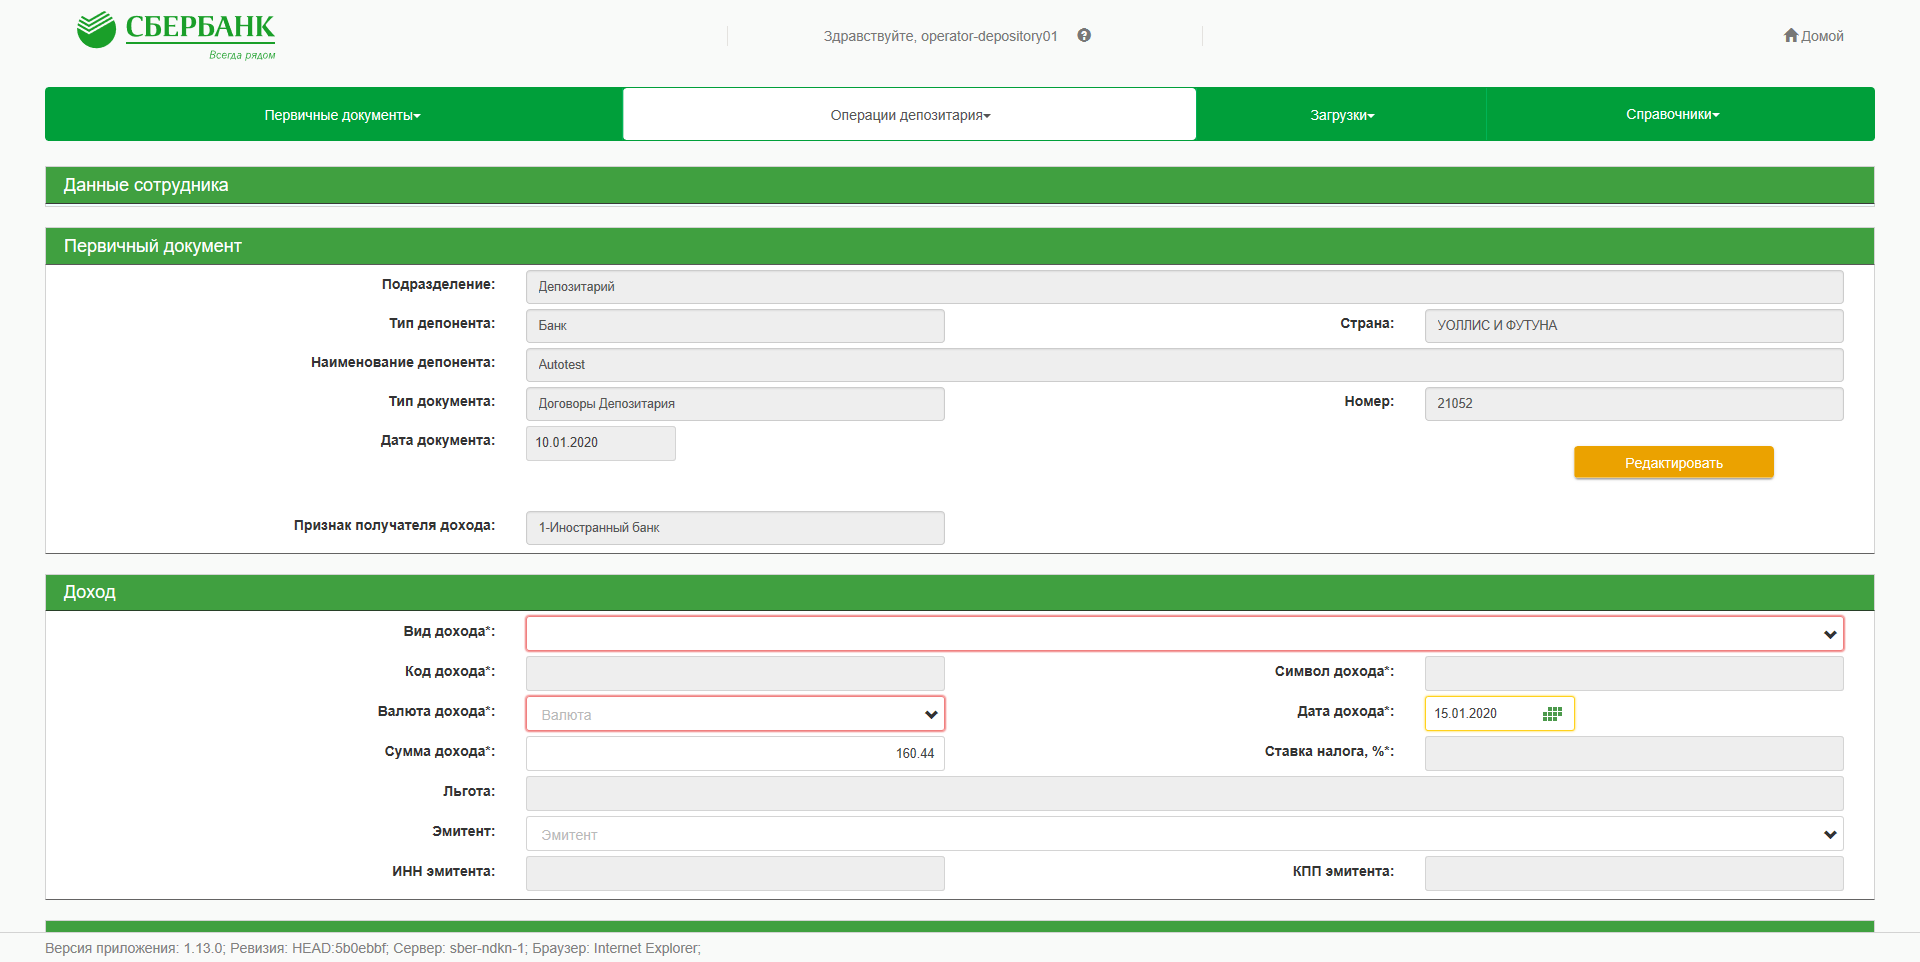 СБЕРБАНК
Всегда рядом
Здравствуйте, operator-depository01
Домой
Первичные документы
Операции депозитария
Загрузки
Справочники
Данные сотрудника
Первичный документ
Подразделение: Депозитарий
Тип депонента: Банк Страна: УОЛЛИС И ФУТУНА
Наименование депонента: Autotest
Тип документа: Договоры Депозитария Номер: 21052
Дата документа: 10.01.2020
Редактировать
Признак получателя дохода: 1-Иностранный банк
Доход
Вид дохода*:
Код дохода*: Символ дохода*:
Валюта дохода*: Валюта Дата дохода*: 15.01.2020
Сумма дохода*: 160.44 Ставка налога, %*:
Льгота:
Эмитент: Эмитент
ИНН эмитента: КПП эмитента:
Версия приложения: 1.13.0; Ревизия: HEAD:5b0ebbf; Сервер: sber-ndkn-1; Браузер: Internet Explorer;